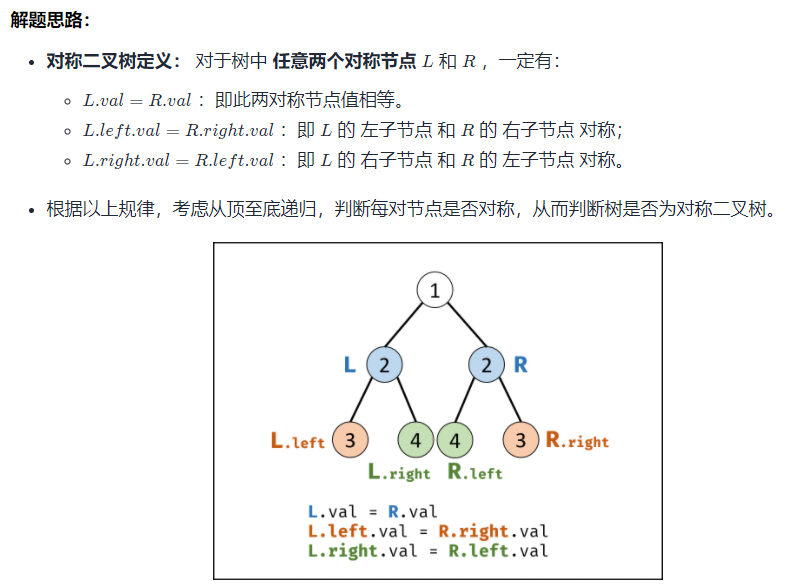 解题思路：
• 对称二叉树定义： 对于树中 任意两个对称节点 L 和 R ，一定有：
◦ L.val = R.val ：即此两对称节点值相等。
◦ L.left.val = R.right.val ：即 L 的 左子节点 和 R 的 右子节点 对称；
◦ L.right.val = R.left.val ：即 L 的 右子节点 和 R 的 左子节点 对称。
• 根据以上规律，考虑从顶至底递归，判断每对节点是否对称，从而判断树是否为对称二叉树。
1
L 2 2 R
L.left 3 4 4 3 R.right
L.right R.left
L.val = R.val
L.left.val = R.right.val
L.right.val = R.left.val